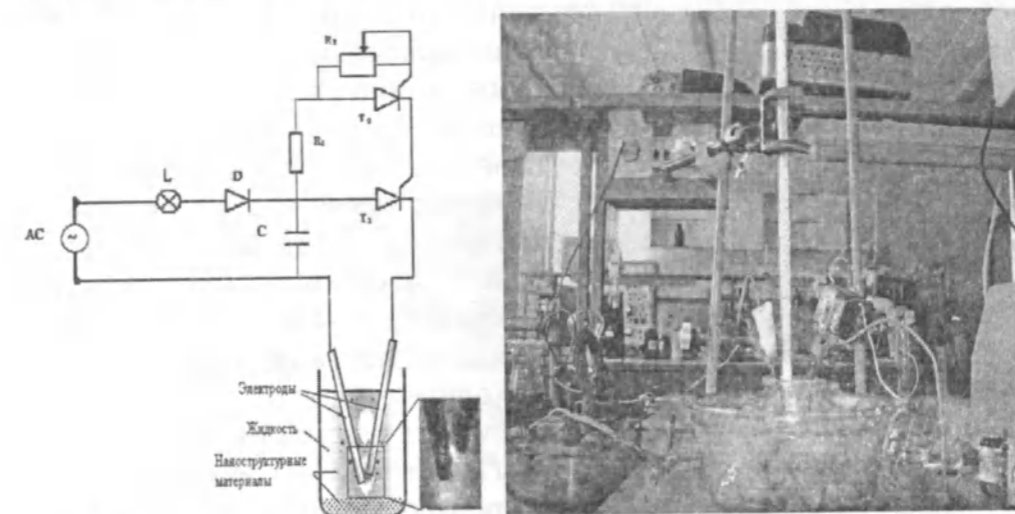 R₂
T₂
R₁
L
D
T₁
AC
~
C
Электроды
Жидкость
Наноструктурные
материалы